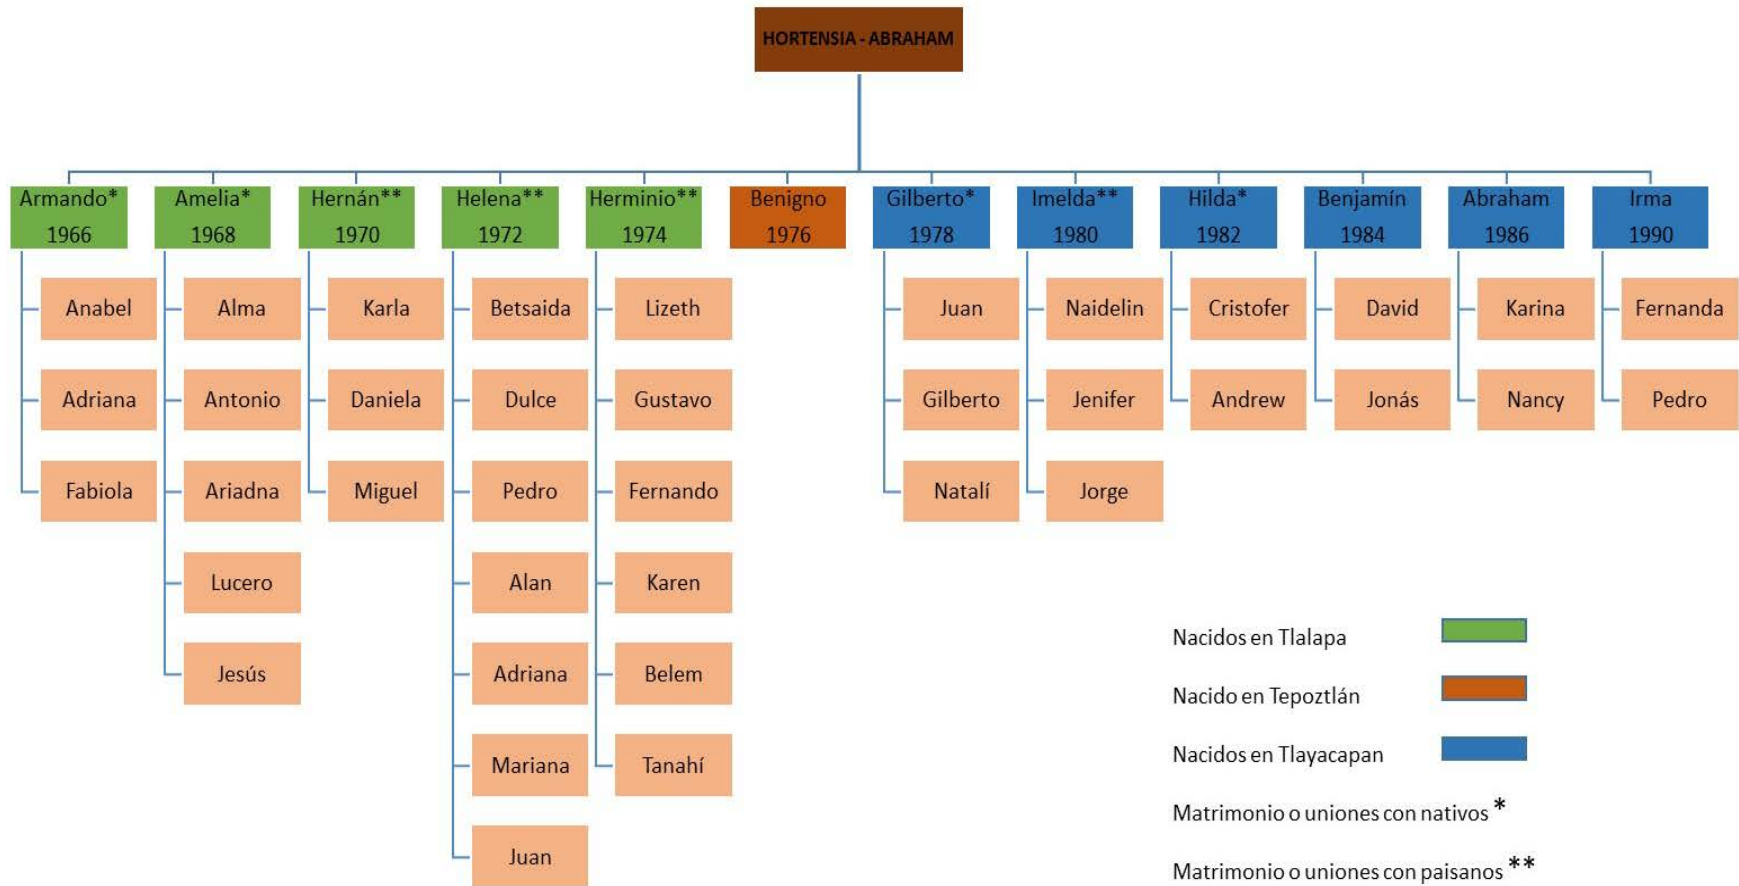 HORTENSIA - ABRAHAM
Armando*
1966
Amelia*
1968
Hernán**
1970
Helena**
1972
Herminio**
1974
Benigno
1976
Gilberto*
1978
Imelda**
1980
Hilda*
1982
Benjamín
1984
Abraham
1986
Irma
1990
Anabel
Adriana
Fabiola
Alma
Antonio
Ariadna
Lucero
Jesús
Karla
Daniela
Miguel
Betsaida
Dulce
Pedro
Alan
Adriana
Mariana
Juan
Lizeth
Gustavo
Fernando
Karen
Belem
Tanahí
Juan
Gilberto
Natalí
Naidelin
Jenifer
Jorge
Cristofer
Andrew
David
Jonás
Karina
Nancy
Fernanda
Pedro
Nacidos en Tlalapa
Nacido en Tepoztlán
Nacidos en Tlayacapan
Matrimonio o uniones con nativos *
Matrimonio o uniones con paisanos **